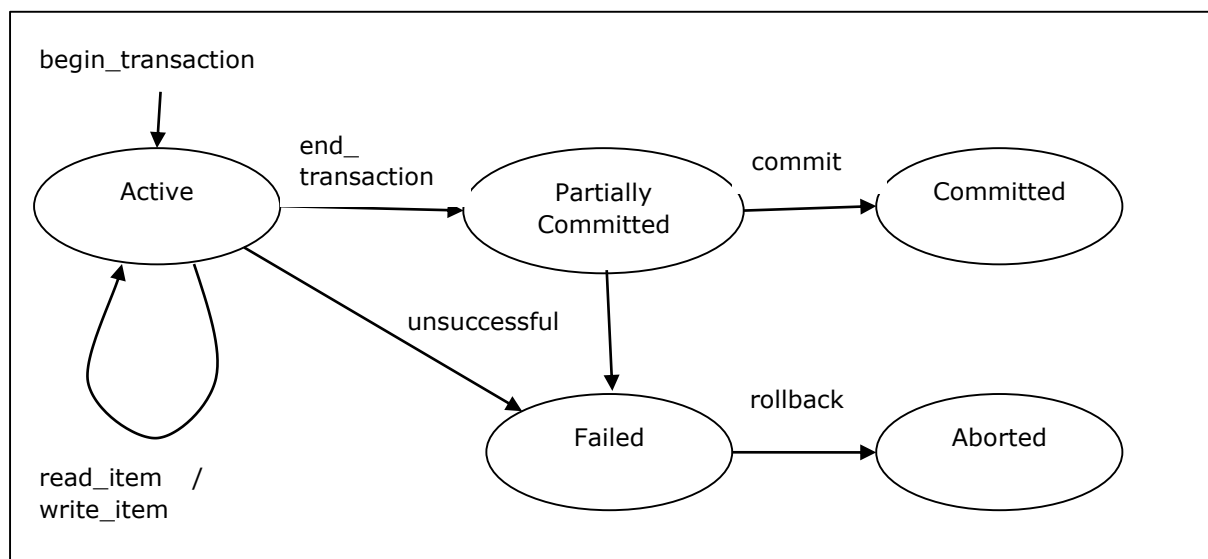 begin_transaction
end_
transaction
commit
Active
Partially
Committed
Committed
unsuccessful
rollback
Failed
Aborted
read_item /
write_item